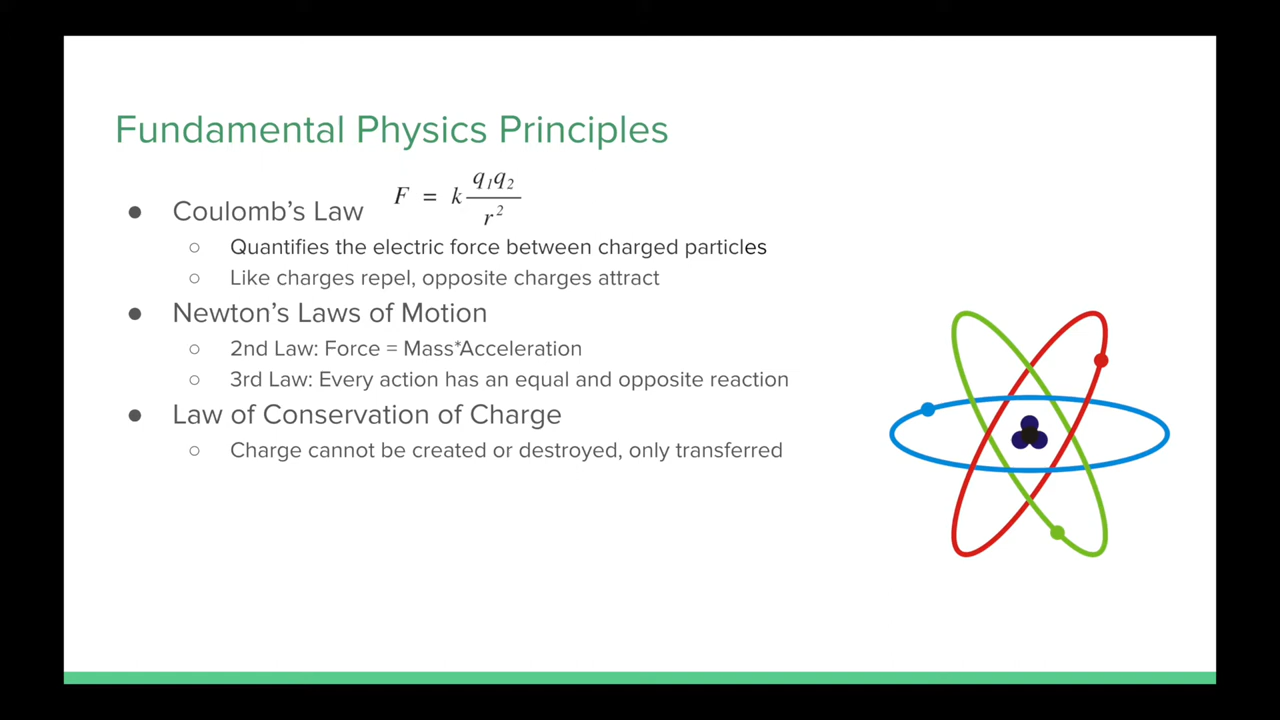 Fundamental Physics Principles
● Coulomb's Law F = k q₁q₂ / r²
○ Quantifies the electric force between charged particles
○ Like charges repel, opposite charges attract
● Newton's Laws of Motion
○ 2nd Law: Force = Mass*Acceleration
○ 3rd Law: Every action has an equal and opposite reaction
● Law of Conservation of Charge
○ Charge cannot be created or destroyed, only transferred